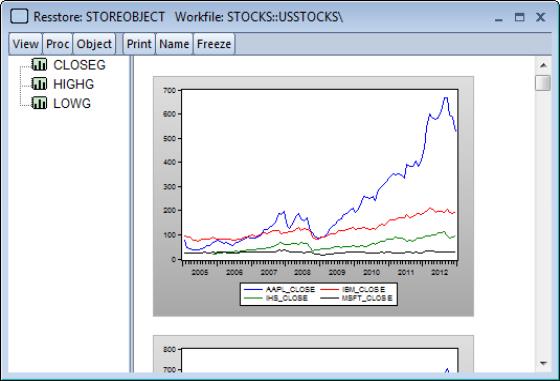 Resstore: STOREOBJECT Workfile: STOCKS::USSTOCKS\
View Proc Object Print Name Freeze
CLOSEG
HIGHG
LOWG
700
600
500
400
300
200
100
0
2005 2006 2007 2008 2009 2010 2011 2012
AAPL_CLOSE IBM_CLOSE
IHS_CLOSE MSFT_CLOSE
800
700